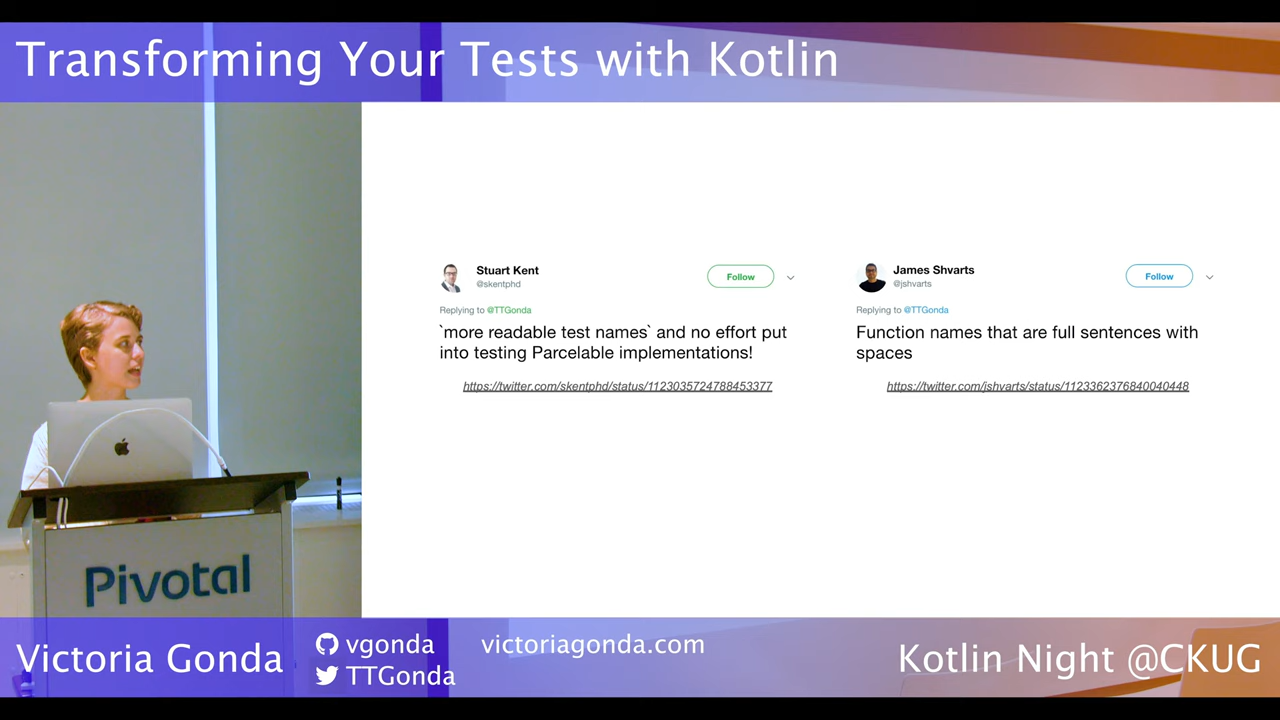 Transforming Your Tests with Kotlin
Stuart Kent
@skentphd
Follow
Replying to @TTGonda
`more readable test names` and no effort put
into testing Parcelable implementations!
https://twitter.com/skentphd/status/1123035724788453377
James Shvarts
@jshvarts
Follow
Replying to @TTGonda
Function names that are full sentences with
spaces
https://twitter.com/jshvarts/status/1123362376840040448
Pivotal
Victoria Gonda
vgonda
TTGonda
victoriagonda.com
Kotlin Night @CKUG